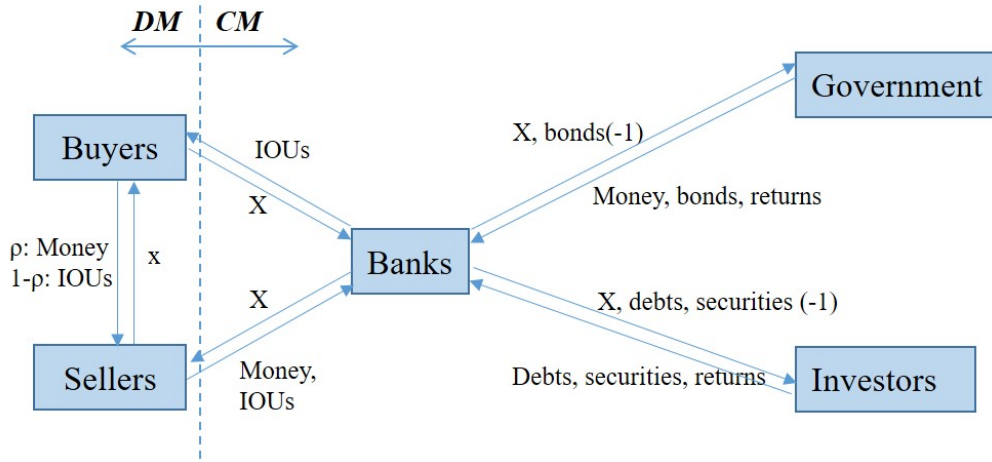 DM CM
Government
Buyers
IOUs
X, bonds(-1)
X
Money, bonds, returns
ρ: Money
1-ρ: IOUs
x
Banks
X
X, debts, securities (-1)
Sellers
Money,
IOUs
Debts, securities, returns
Investors